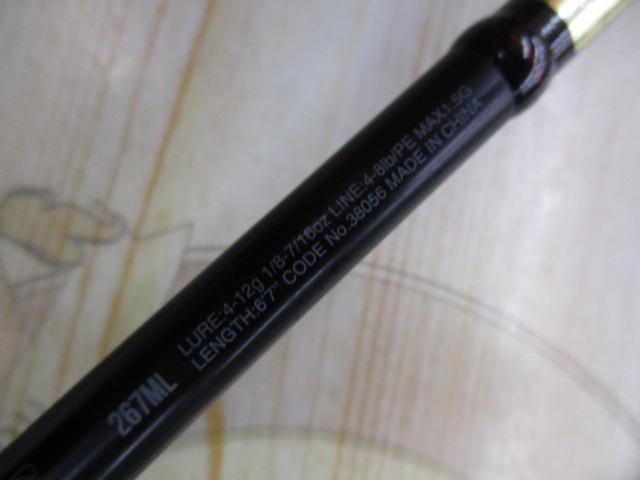 267ML
LURE:4-12g 1/8-7/16oz LINE:4-8lb/PE MAX1.5G
LENGTH:6'7" CODE No.38056 MADE IN CHINA